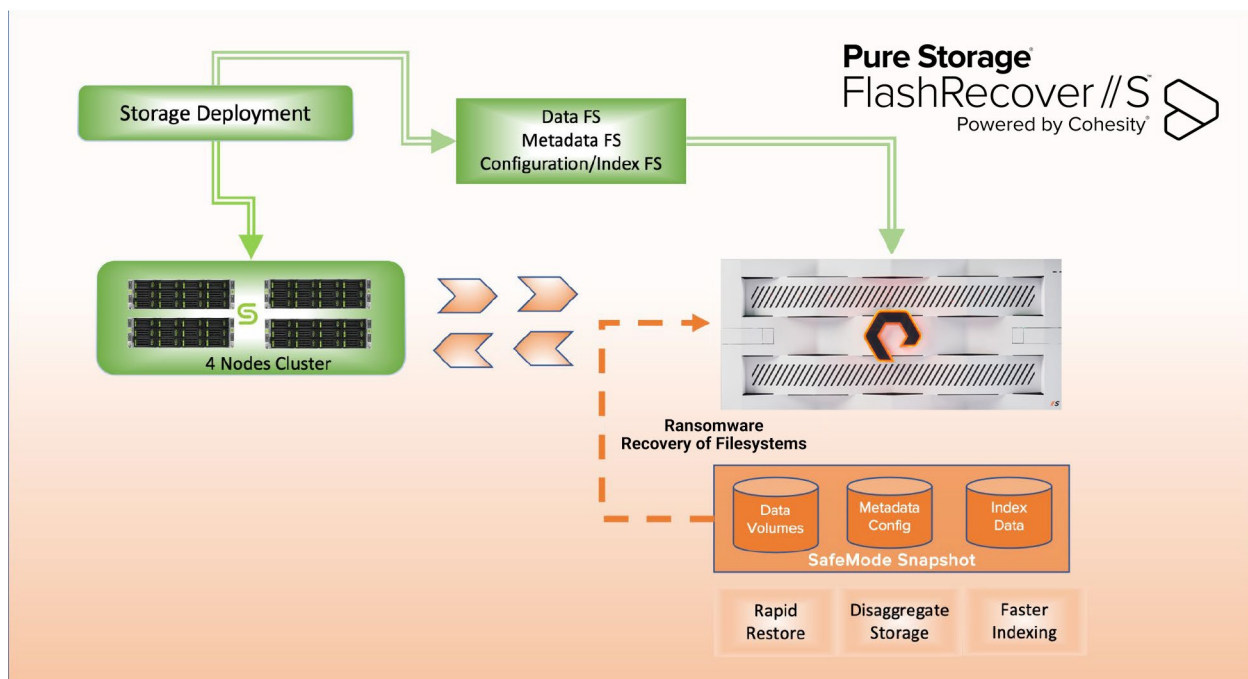 Pure Storage®
FlashRecover //S™
Powered by Cohesity®
Storage Deployment
Data FS
Metadata FS
Configuration/Index FS
4 Nodes Cluster
//S
Ransomware
Recovery of Filesystems
Data
Volumes
Metadata
Config
Index
Data
SafeMode Snapshot
Rapid
Restore
Disaggregate
Storage
Faster
Indexing